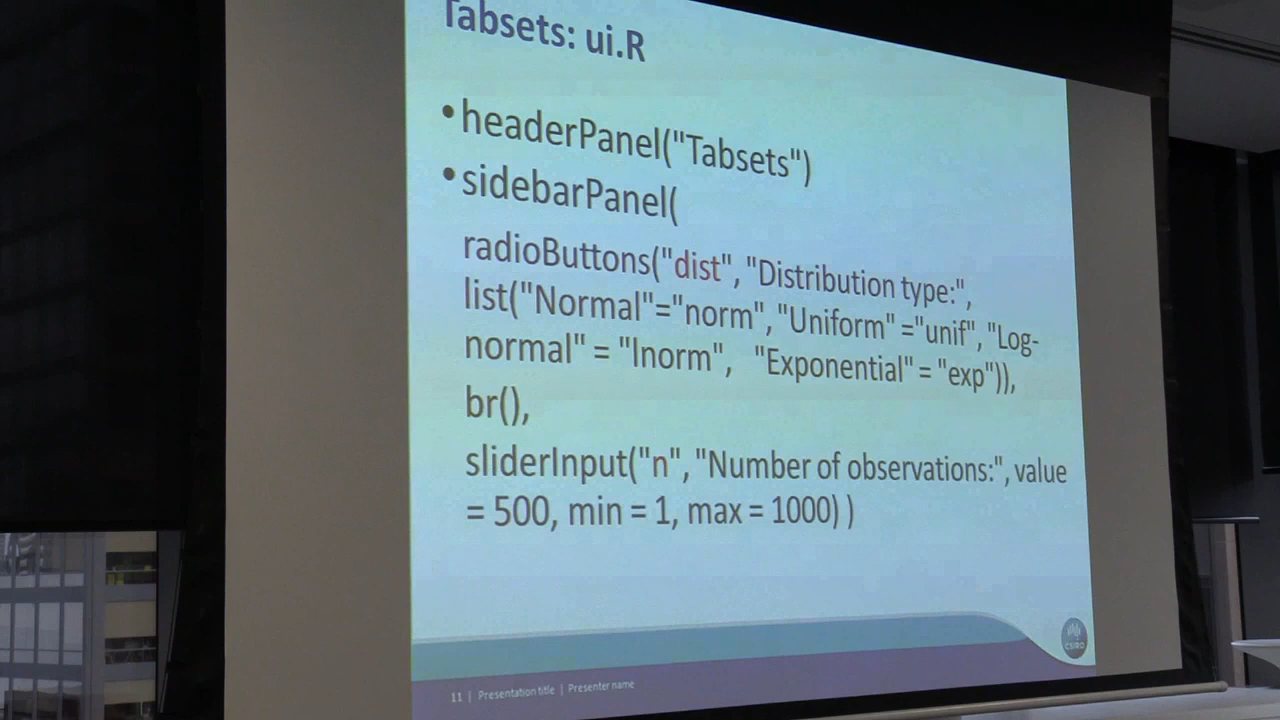 Tabsets: ui.R
•headerPanel("Tabsets")
•sidebarPanel(
radioButtons("dist", "Distribution type:",
list("Normal"="norm", "Uniform" ="unif", "Log-
normal" = "lnorm", "Exponential" = "exp")),
br(),
sliderInput("n", "Number of observations:", value
= 500, min = 1, max = 1000) )
CSIRO
11 | Presentation title | Presenter name